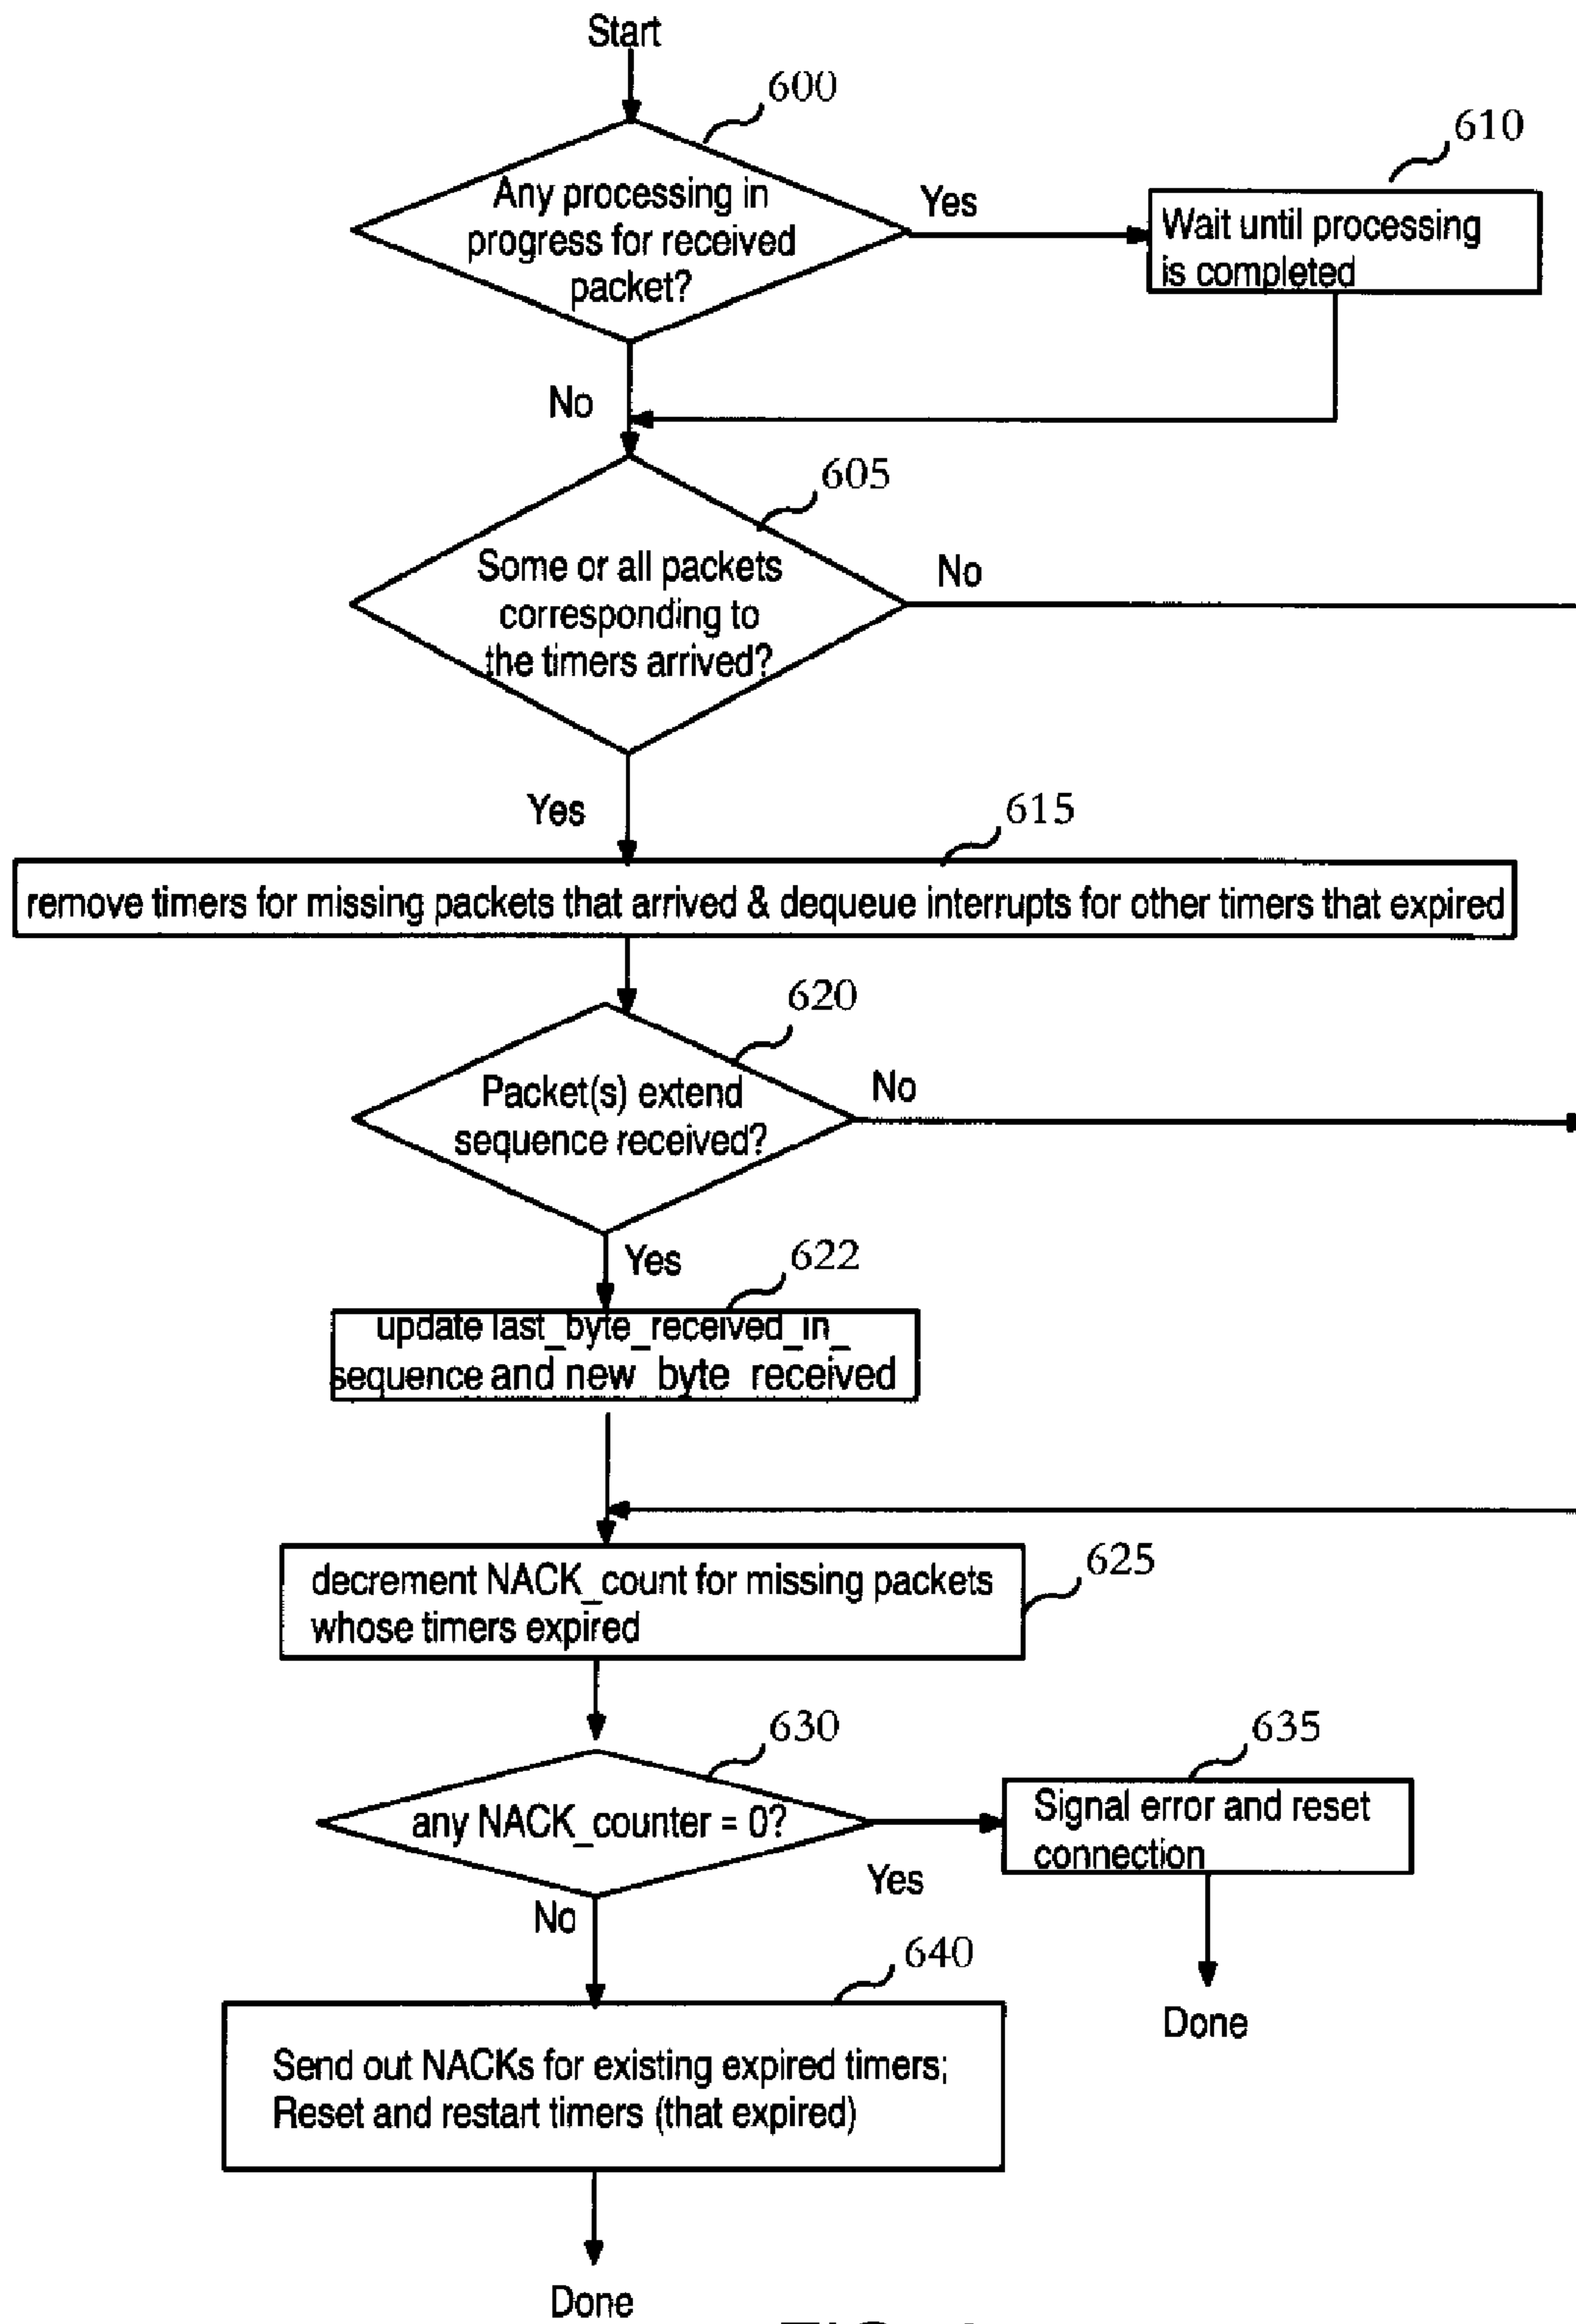 Start
600
Any processing in
progress for received
packet?
Yes
610
Wait until processing
is completed
No
605
Some or all packets
corresponding to
the timers arrived?
No
Yes
615
remove timers for missing packets that arrived & dequeue interrupts for other timers that expired
620
Packet(s) extend
sequence received?
No
Yes
622
update last_byte_received_in_
sequence and new_byte_received
decrement NACK_count for missing packets
whose timers expired
625
630
any NACK_counter = 0?
Yes
635
Signal error and reset
connection
No
Done
640
Send out NACKs for existing expired timers;
Reset and restart timers (that expired)
Done